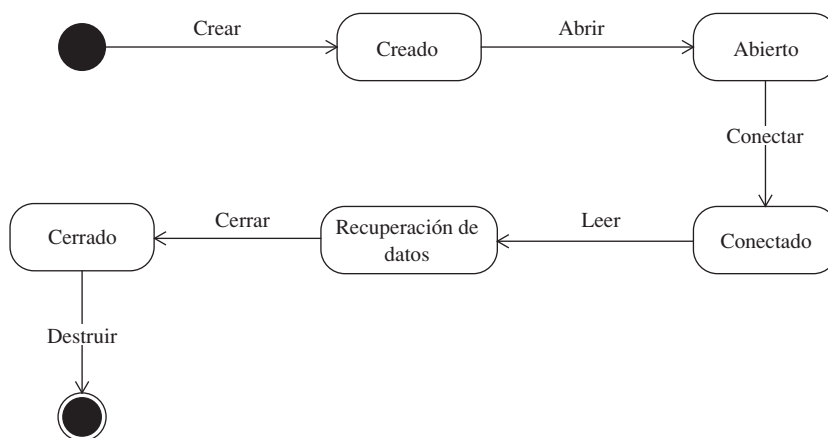 Crear
Creado
Abrir
Abierto
Conectar
Conectado
Leer
Recuperación de
datos
Cerrar
Cerrado
Destruir